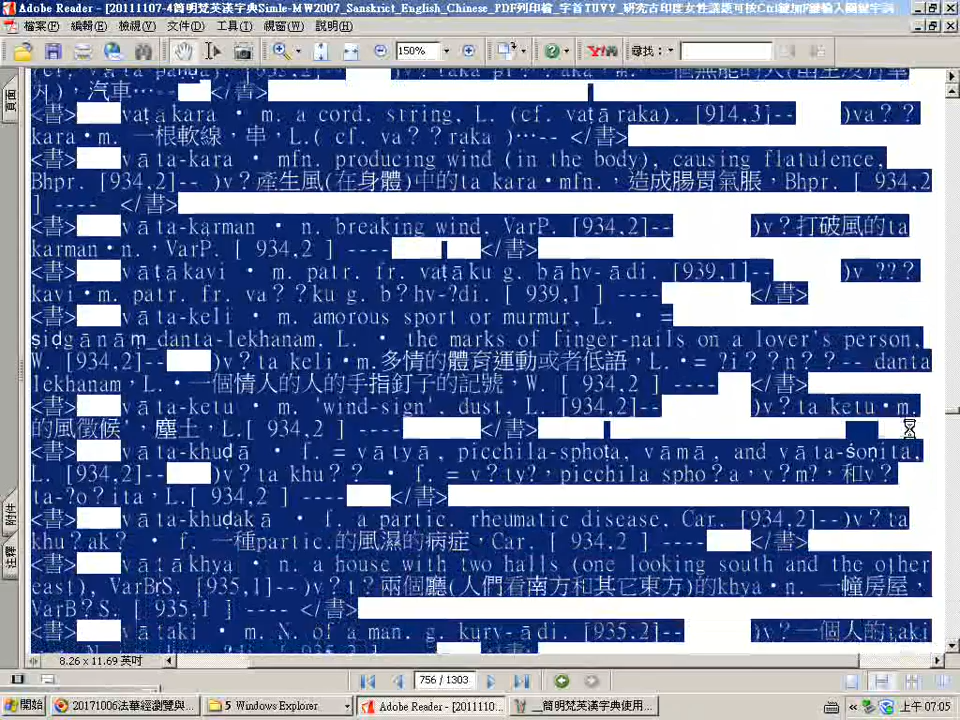 Adobe Reader - [20111107-4簡明梵英漢字典Simle-MW2007_Sanskrict_English_Chinese_PDF列印檔_字首TUVY_研究古印度女性議題可按Ctrl鍵加F鍵輸入關鍵字詞
檔案(F) 編輯(E) 檢視(V) 文件(D) 工具(T) 視窗(W) 說明(H)
150% Y! 尋找：
頁面
丸)，汽車…-- </書>
<書> vaṭakara • m. a cord, string, L. (cf. vaṭāraka). [914,3]-- )va？？
kara•m. 一根軟線，串，L.( cf. va？？raka )…-- </書>
<書> vāta-kara • mfn. producing wind (in the body), causing flatulence,
Bhpr. [934,2]-- )v？產生風(在身體)中的ta kara•mfn. 造成腸胃氣脹，Bhpr. [ 934,2
] ---- </書>
<書> vāta-karman • n. breaking wind, VarP. [934,2]-- )v？打破風的ta
karman•n. , VarP. [ 934,2 ] ---- </書>
<書> vātākavi • m. patr. fr. vaṭāku g. bāhv-ādi. [939,1]-- )v ???
kavi•m. patr. fr. va？？ku g. b?hv-?di. [ 939,1 ] ---- </書>
<書> vāta-keli • m. amorous sport or murmur, L. • =
ṣiḍgānāṃ_danta-lekhanam. L. • the marks of finger-nails on a lover's person,
W. [934,2]-- )v？ta keli•m.多情的體育運動或者低語，L.•= ?i？？n？？-- danta
lekhanam, L.•一個情人的人的手指釘子的記號，W. [ 934,2 ] ---- </書>
<書> vāta-ketu • m. 'wind-sign', dust, L. [934,2]-- )v？ta ketu•m.
的風徵候'，塵土，L.[ 934,2 ] ---- </書>
<書> vāta-khuḍā • f. = vātyā, picchila-sphoṭa, vāmā, and vāta-śoṇita,
L. [934,2]-- )v？ta khu？？ • f. = v？ty?, picchila spho？a, v？m?, 和v？
ta-?o？ita, L.[ 934,2 ] ---- </書>
<書> vāta-khuḍakā • f. a partic. rheumatic disease, Car. [934,2]--)v？ta
khu？ak？ • f. 一種partic.的風濕的病症，Car. [ 934,2 ] ---- </書>
<書> vātākhya • n. a house with two halls (one looking south and the other
east), VarBrS. [935,1]-- )v？t？兩個廳(人們看南方和其它東方)的khya•n. 一幢房屋，
VarB？S. [ 935,1 ] ---- </書>
<書> vātaki • m. N. of a man. g. kurv-ādi. [935,2]-- )v？一個人的taki
附件
注釋
8.26 x 11.69 英吋
756 / 1303
開始 20171006法華經瀏覽與... 5 Windows Explorer Adobe Reader - [2011110... __簡明梵英漢字典使用... 上午 07:05